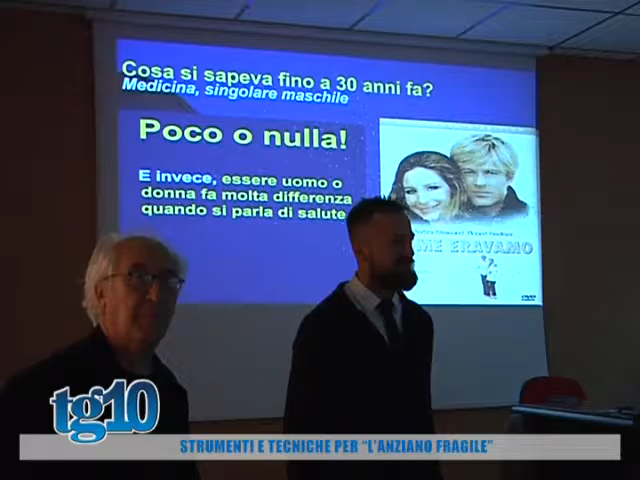 Cosa si sapeva fino a 30 anni fa?
Medicina, singolare maschile
Poco o nulla!
E invece, essere uomo o
donna fa molta differenza
quando si parla di salute
ME ERAVAMO
tg10
STRUMENTI E TECNICHE PER “L’ANZIANO FRAGILE”